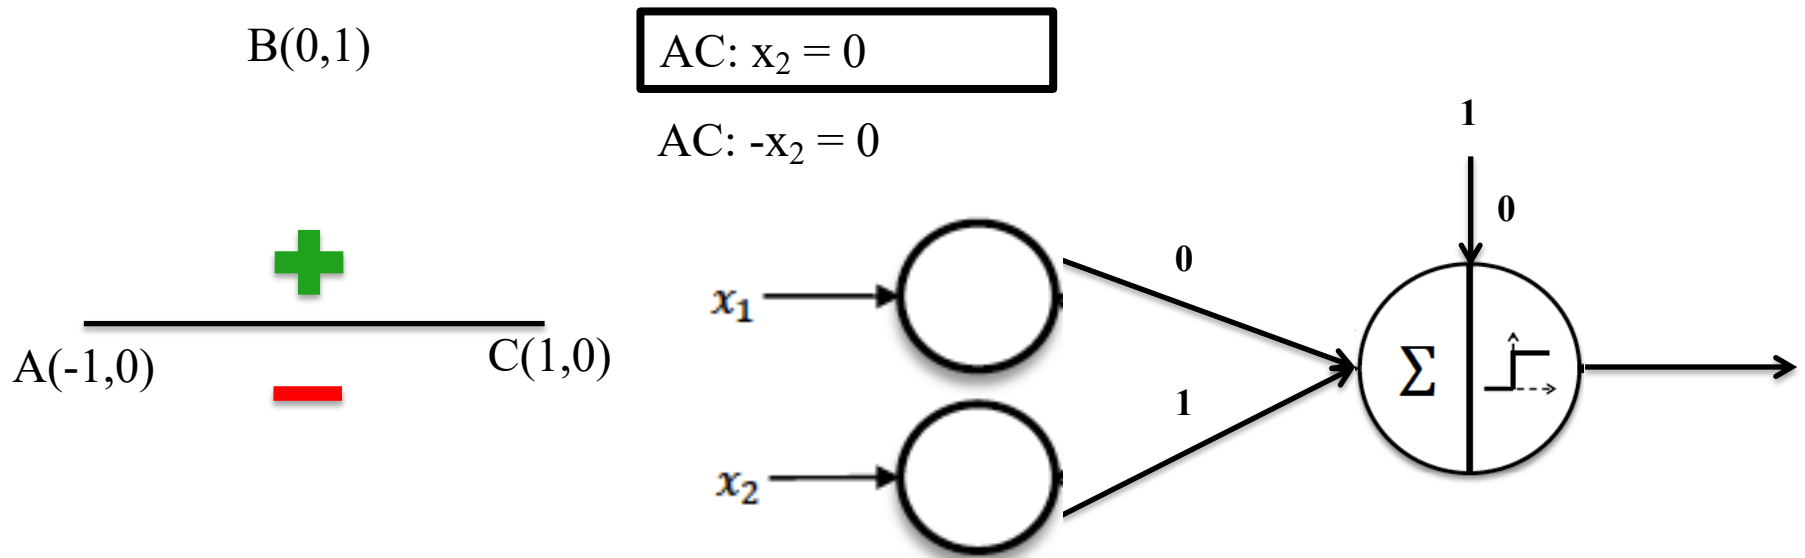 B(0,1)
AC: x₂ = 0
AC: -x₂ = 0
A(-1,0)
C(1,0)
x₁
x₂
0
1
1
0
Σ